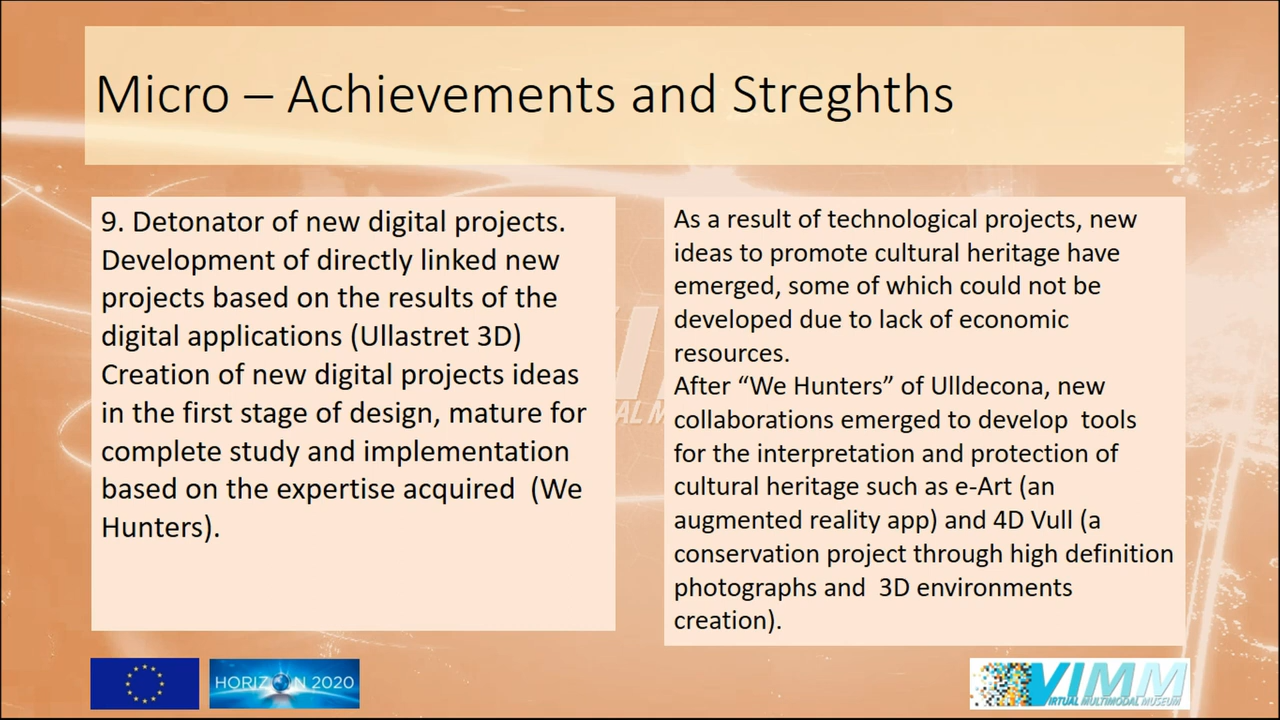 Micro – Achievements and Streghths
9. Detonator of new digital projects.
Development of directly linked new
projects based on the results of the
digital applications (Ullastret 3D)
Creation of new digital projects ideas
in the first stage of design, mature for
complete study and implementation
based on the expertise acquired  (We
Hunters).
As a result of technological projects, new
ideas to promote cultural heritage have
emerged, some of which could not be
developed due to lack of economic
resources.
After “We Hunters” of Ulldecona, new
collaborations emerged to develop  tools
for the interpretation and protection of
cultural heritage such as e-Art (an
augmented reality app) and 4D Vull (a
conservation project through high definition
photographs and  3D environments
creation).
HORIZON 2020
VIMM
VIRTUAL MULTIMODAL MUSEUM